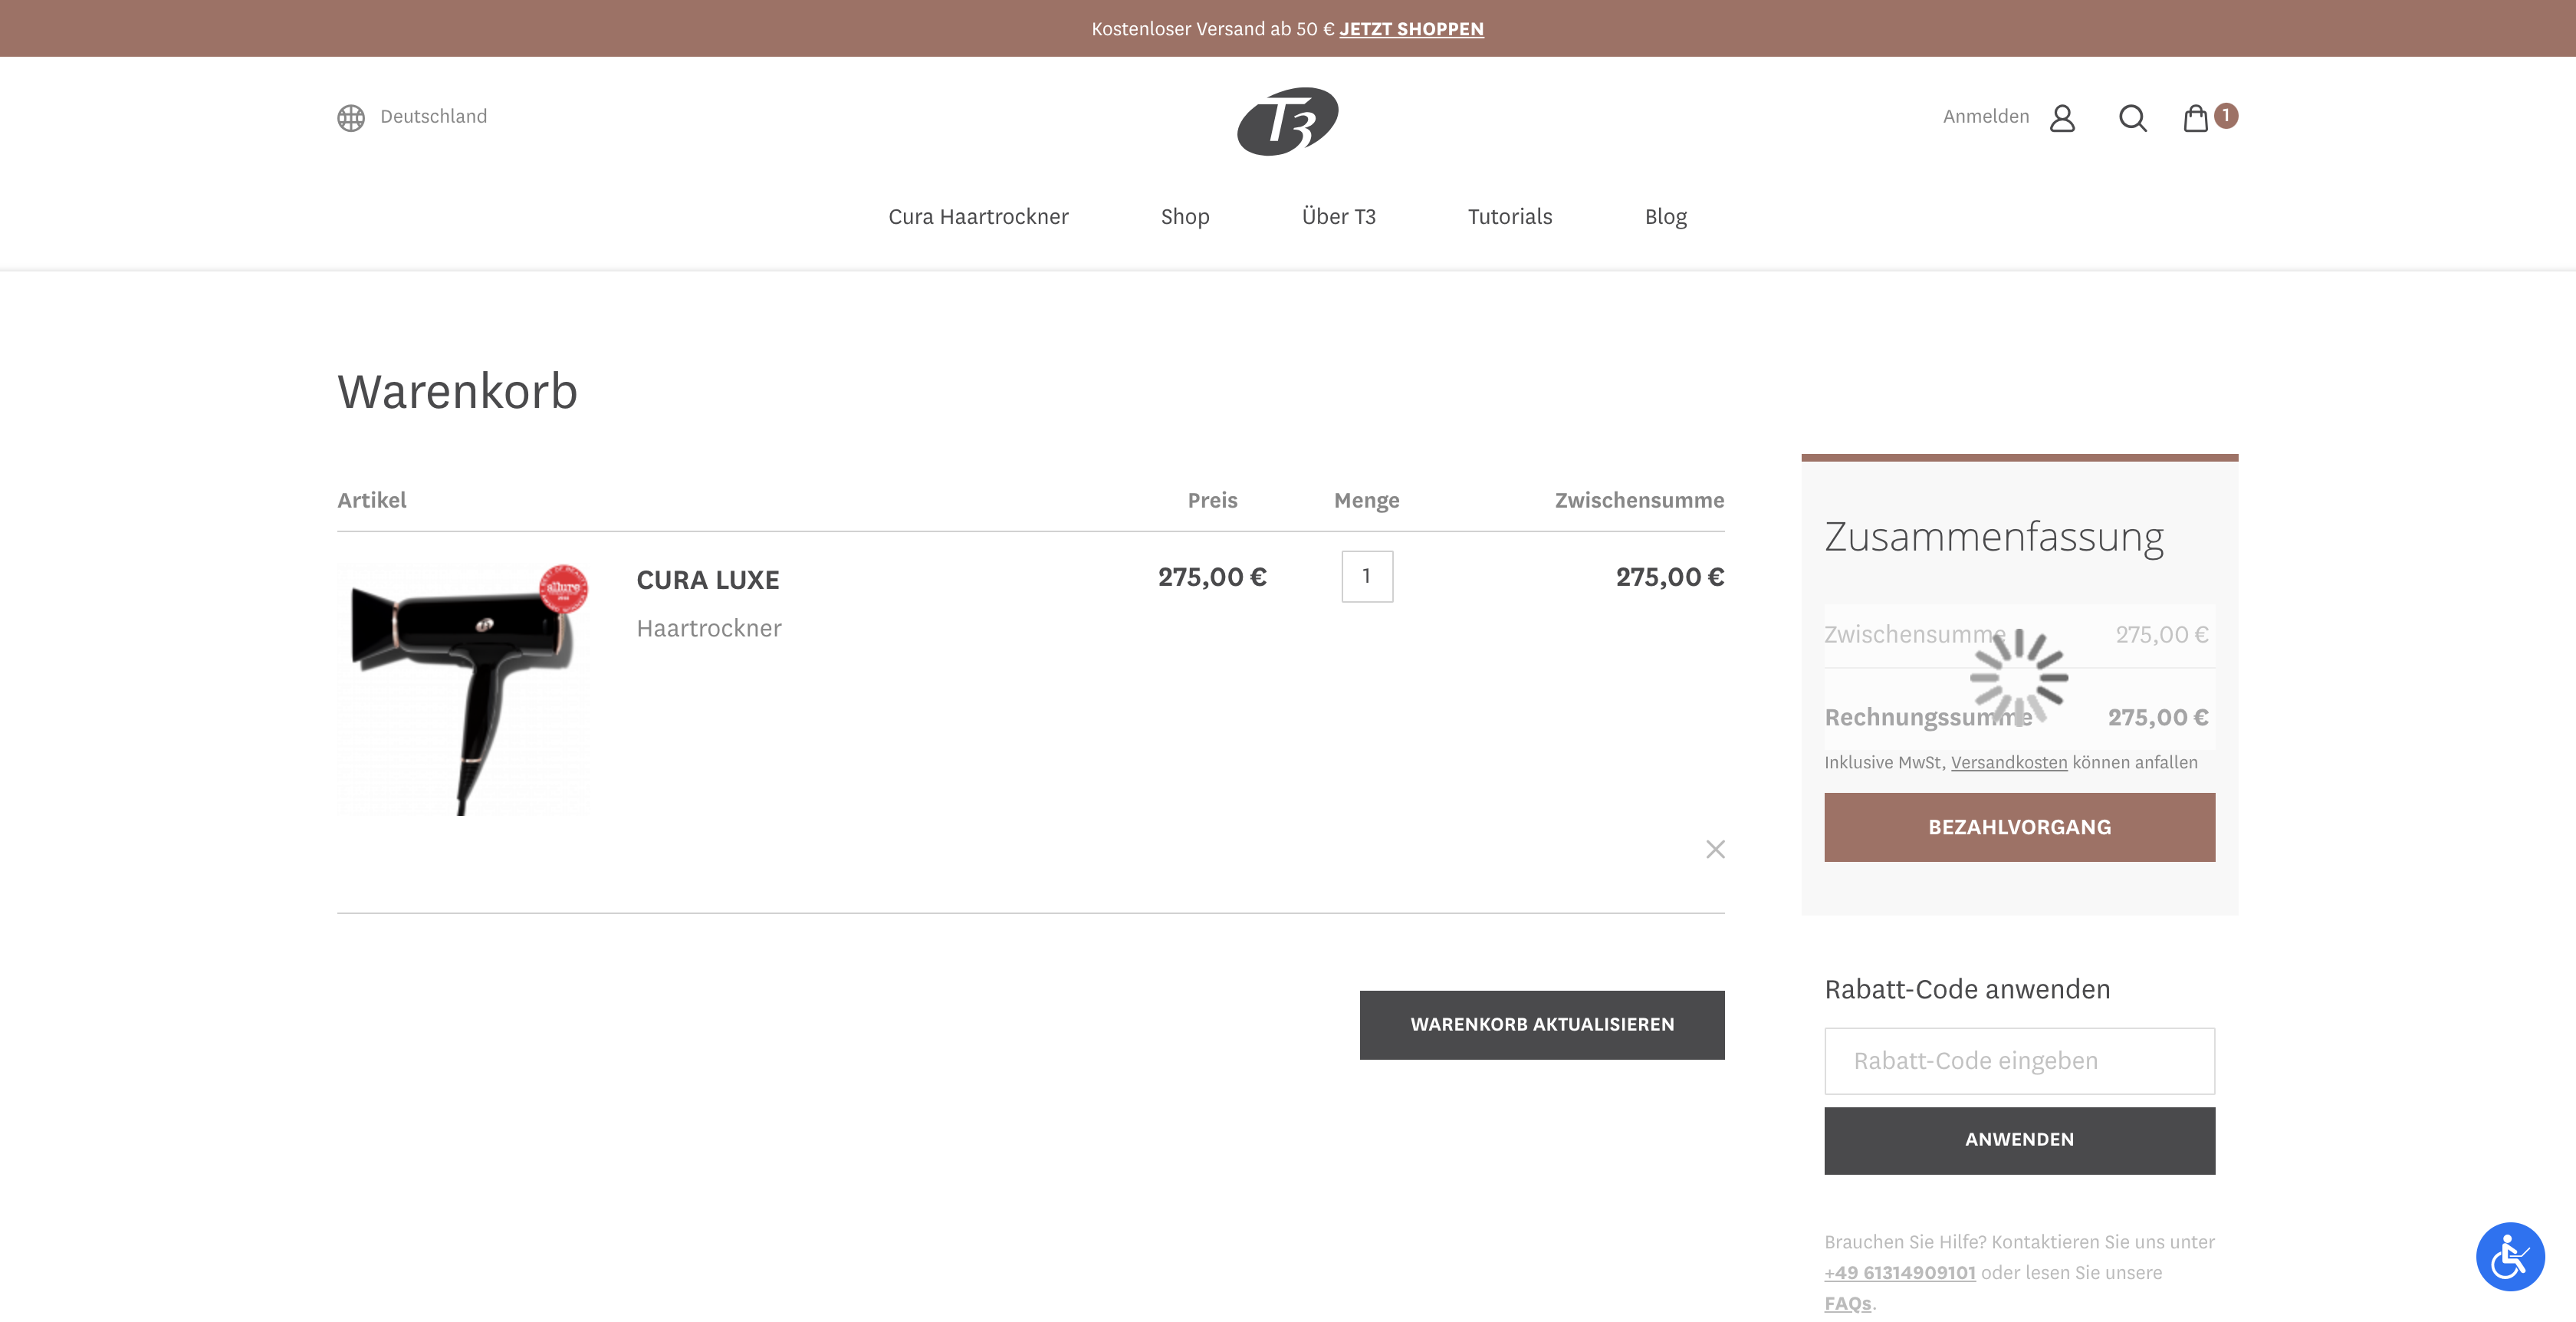 Kostenloser Versand ab 50 € JETZT SHOPPEN
Deutschland
T3
Anmelden
1
Cura Haartrockner
Shop
Über T3
Tutorials
Blog
Warenkorb
Artikel
Preis
Menge
Zwischensumme
allure
CURA LUXE
275,00 €
1
275,00 €
Haartrockner
WARENKORB AKTUALISIEREN
Zusammenfassung
Zwischensumme 275,00 €
Rechnungssumme 275,00 €
Inklusive MwSt, Versandkosten können anfallen
BEZAHLVORGANG
Rabatt-Code anwenden
Rabatt-Code eingeben
ANWENDEN
Brauchen Sie Hilfe? Kontaktieren Sie uns unter
+49 61314909101 oder lesen Sie unsere
FAQs.